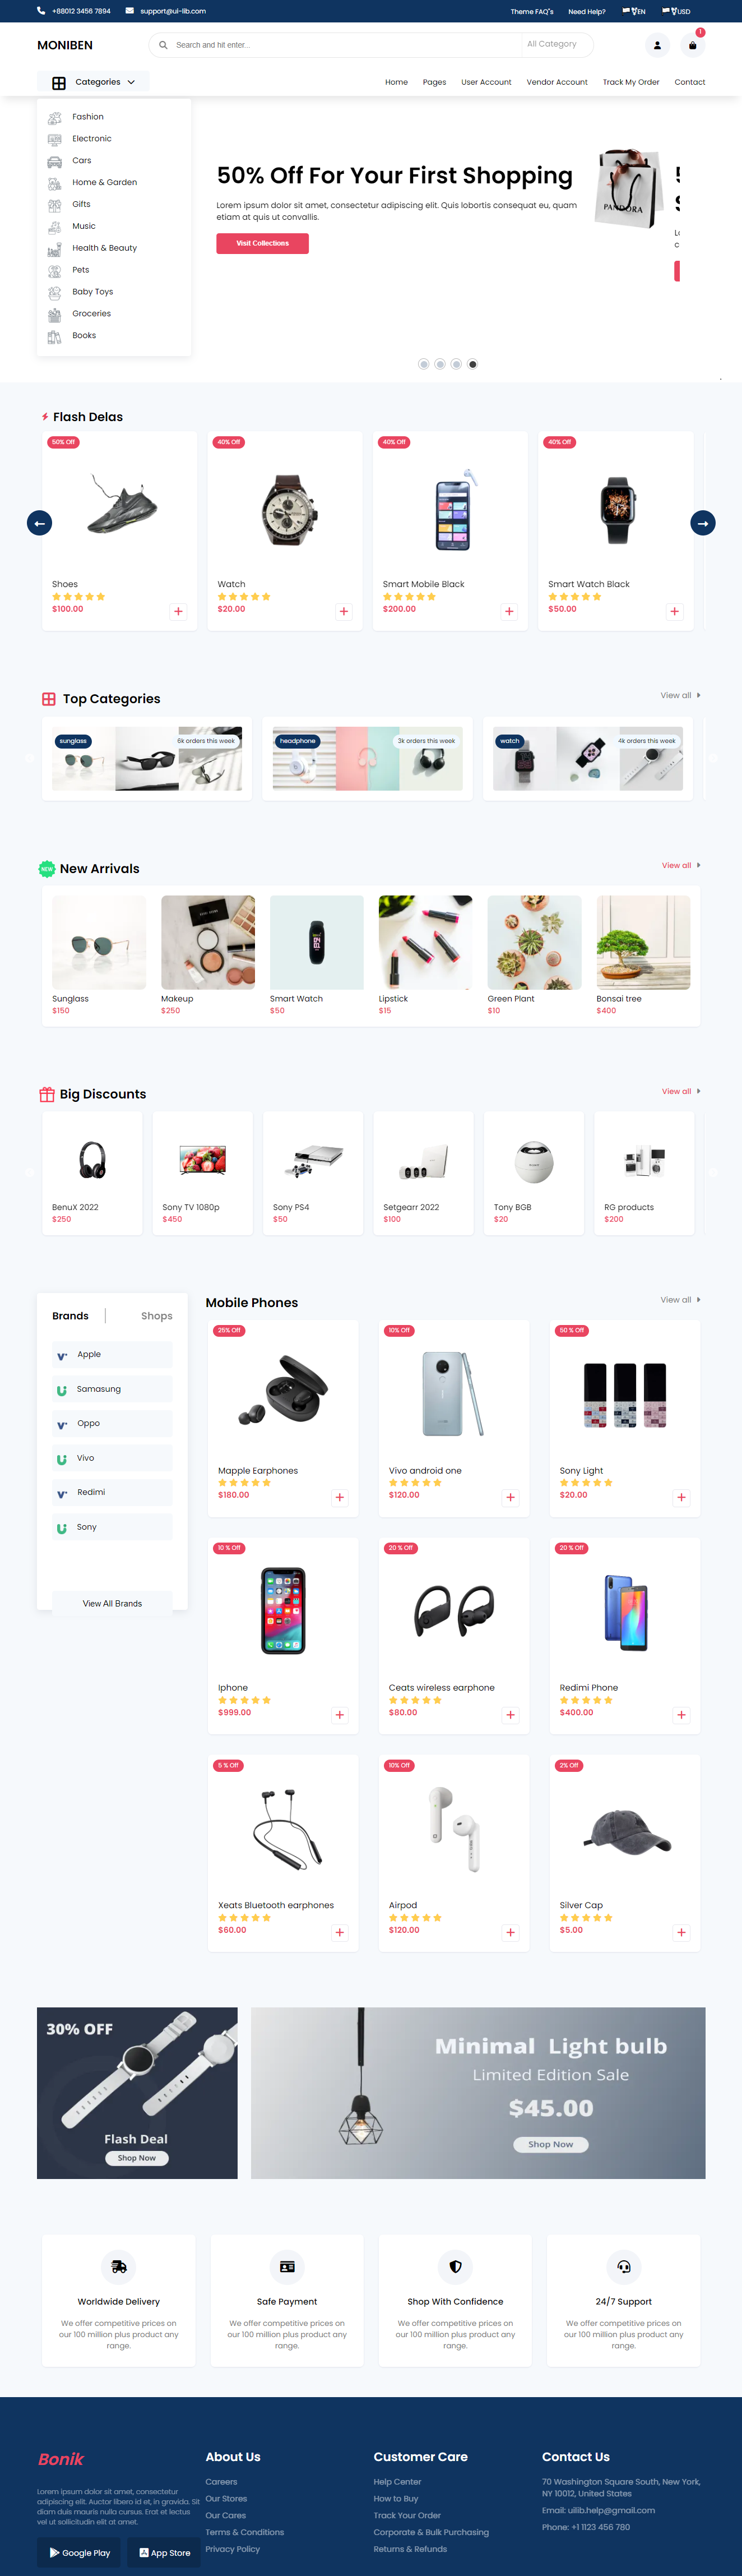 +88012 3456 7894 support@ui-lib.com Theme FAQ's Need Help? EN USD
MONIBEN Search and hit enter... All Category 1
Categories Home Pages User Account Vendor Account Track My Order Contact
Fashion
Electronic
Cars
Home & Garden
Gifts
Music
Health & Beauty
Pets
Baby Toys
Groceries
Books
50% Off For Your First Shopping
Lorem ipsum dolor sit amet, consectetur adipiscing elit. Quis lobortis consequat eu, quam
etiam at quis ut convallis.
Visit Collections
PANDORA
Flash Delas
50% Off 40% Off 40% Off 40% Off
Shoes Watch Smart Mobile Black Smart Watch Black
$100.00 $20.00 $200.00 $50.00
Top Categories View all
sunglass 6k orders this week headphone 3k orders this week watch 4k orders this week
NEW New Arrivals View all
Sunglass Makeup Smart Watch Lipstick Green Plant Bonsai tree
$150 $250 $50 $15 $10 $400
Big Discounts View all
BenuX 2022 Sony TV 1080p Sony PS4 Setgearr 2022 Tony BGB RG products
$250 $450 $50 $100 $20 $200
Brands Shops
Apple
Samasung
Oppo
Vivo
Redimi
Sony
View All Brands
Mobile Phones View all
25% Off 10% Off 50 % Off
Mapple Earphones Vivo android one Sony Light
$180.00 $120.00 $20.00
10 % Off 20 % Off 20 % Off
Iphone Ceats wireless earphone Redimi Phone
$999.00 $80.00 $400.00
5 % Off 10% Off 2% Off
Xeats Bluetooth earphones Airpod Silver Cap
$60.00 $120.00 $5.00
30% OFF
Flash Deal
Shop Now
Minimal Light bulb
Limited Edition Sale
$45.00
Shop Now
Worldwide Delivery Safe Payment Shop With Confidence 24/7 Support
We offer competitive prices on We offer competitive prices on We offer competitive prices on We offer competitive prices on
our 100 million plus product any our 100 million plus product any our 100 million plus product any our 100 million plus product any
range. range. range. range.
Bonik
Lorem ipsum dolor sit amet, consectetur
adipiscing elit. Auctor libero id et, in gravida. Sit
diam duis mauris nulla cursus. Erat et lectus
vel ut sollicitudin elit at amet.
Google Play App Store
About Us
Careers
Our Stores
Our Cares
Terms & Conditions
Privacy Policy
Customer Care
Help Center
How to Buy
Track Your Order
Corporate & Bulk Purchasing
Returns & Refunds
Contact Us
70 Washington Square South, New York,
NY 10012, United States
Email: uilib.help@gmail.com
Phone: +1 1123 456 780